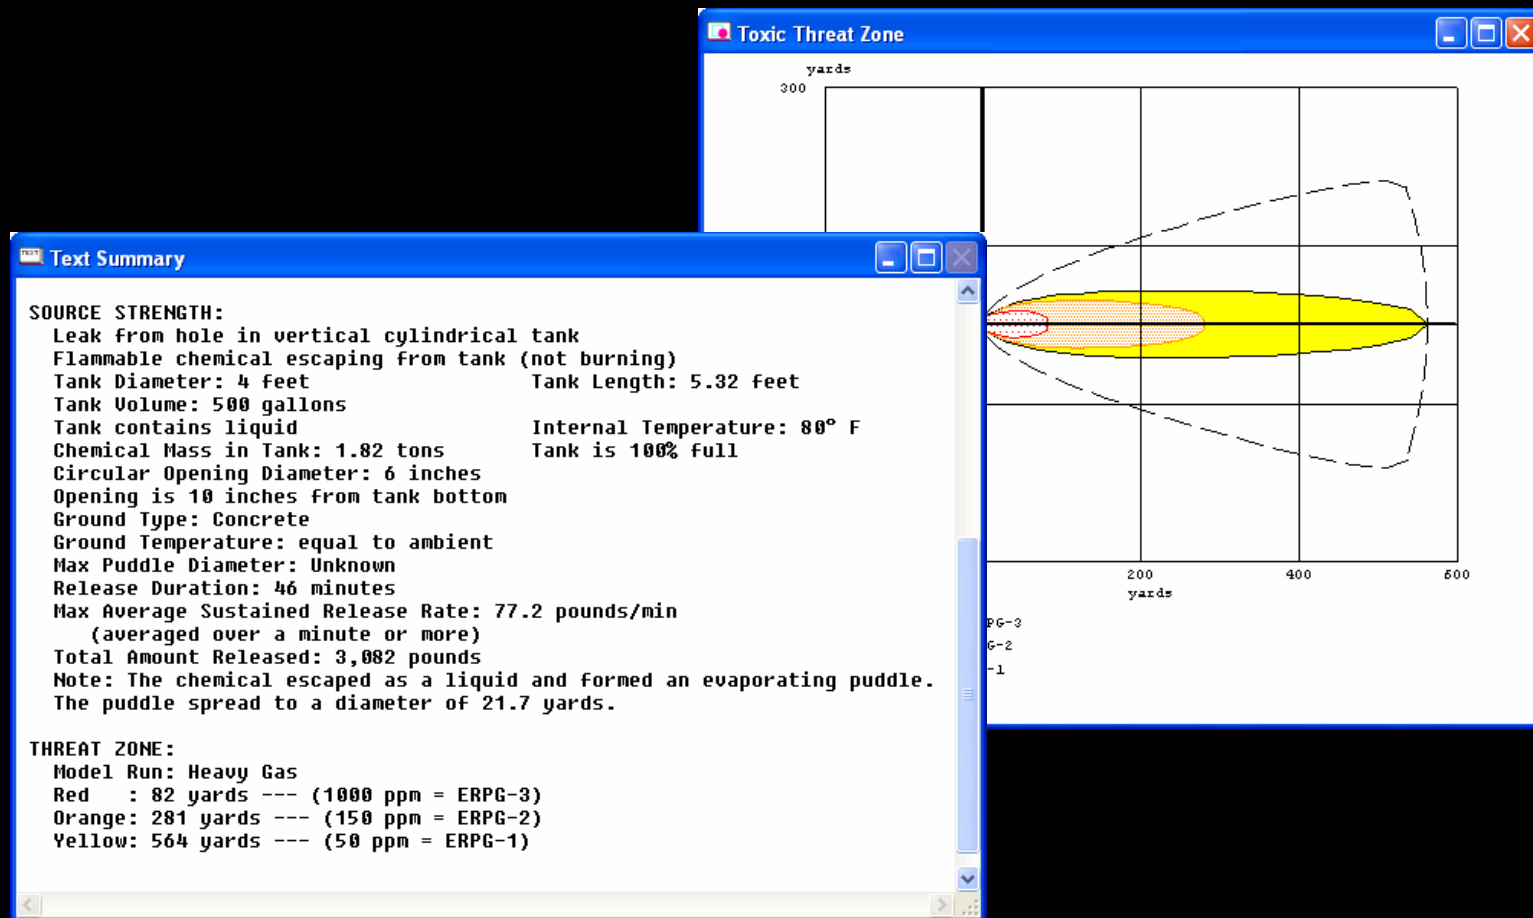 Toxic Threat Zone
yards
300
200
400
600
yards
PG-3
G-2
-1
TEXT
Text Summary
SOURCE STRENGTH:
Leak from hole in vertical cylindrical tank
Flammable chemical escaping from tank (not burning)
Tank Diameter: 4 feet Tank Length: 5.32 feet
Tank Volume: 500 gallons
Tank contains liquid Internal Temperature: 80° F
Chemical Mass in Tank: 1.82 tons Tank is 100% full
Circular Opening Diameter: 6 inches
Opening is 10 inches from tank bottom
Ground Type: Concrete
Ground Temperature: equal to ambient
Max Puddle Diameter: Unknown
Release Duration: 46 minutes
Max Average Sustained Release Rate: 77.2 pounds/min
(averaged over a minute or more)
Total Amount Released: 3,082 pounds
Note: The chemical escaped as a liquid and formed an evaporating puddle.
The puddle spread to a diameter of 21.7 yards.
THREAT ZONE:
Model Run: Heavy Gas
Red : 82 yards --- (1000 ppm = ERPG-3)
Orange: 281 yards --- (150 ppm = ERPG-2)
Yellow: 564 yards --- (50 ppm = ERPG-1)